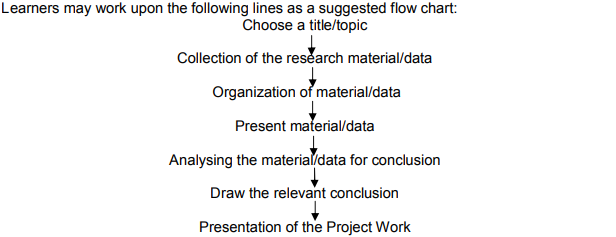 Learners may work upon the following lines as a suggested flow chart:
Choose a title/topic
Collection of the research material/data
Organization of material/data
Present material/data
Analysing the material/data for conclusion
Draw the relevant conclusion
Presentation of the Project Work